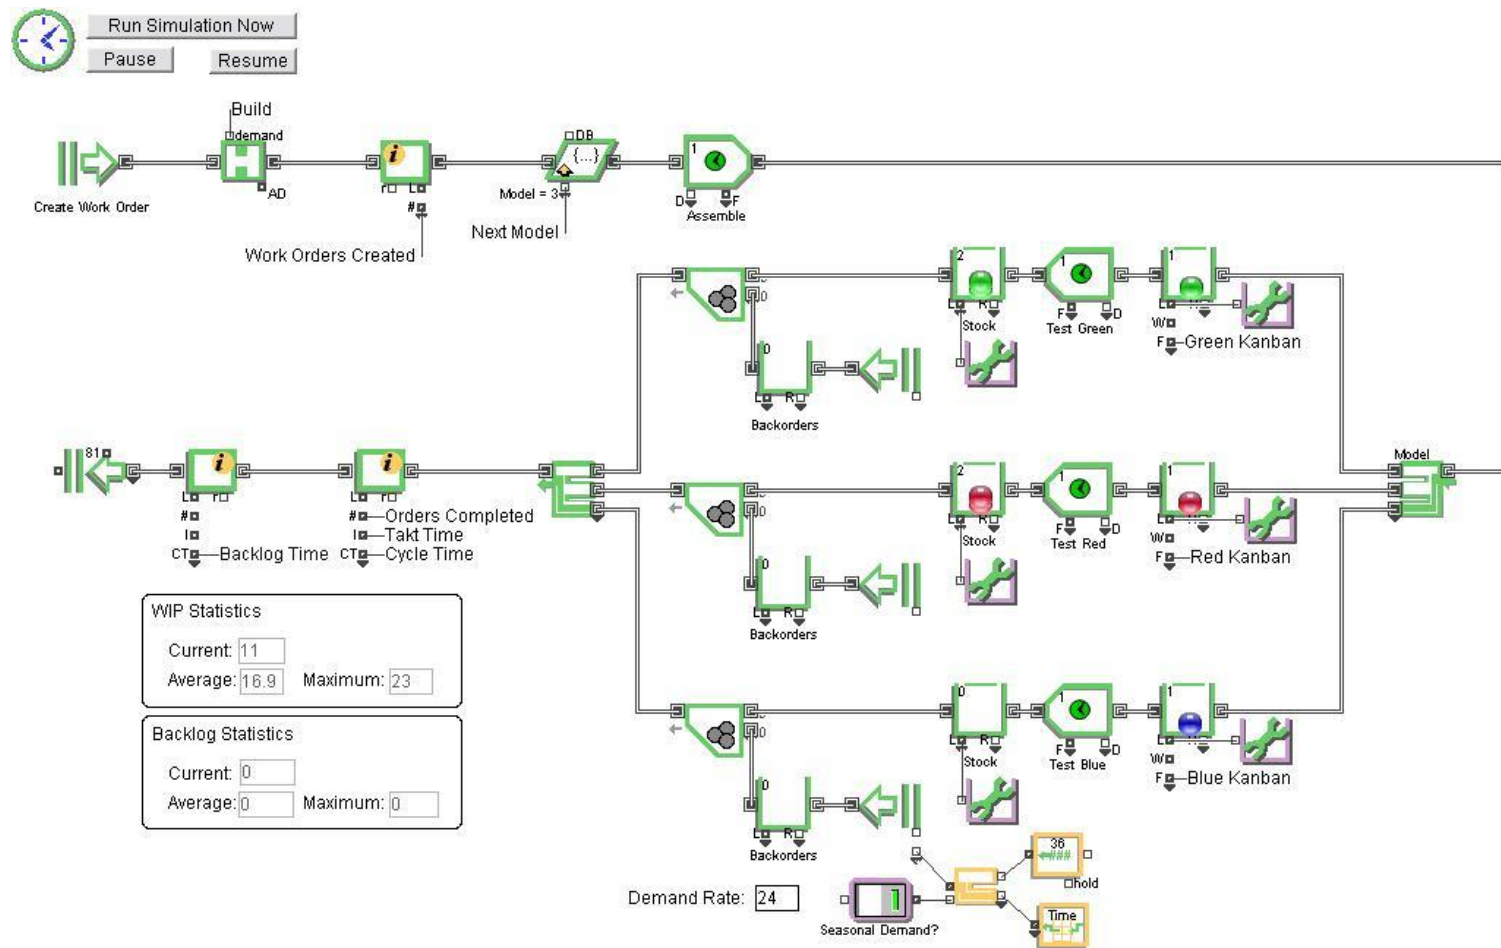 Run Simulation Now
Pause
Resume
Build
demand
DB
{...}
1
i
r L
AD
Model = 3
D F
Create Work Order
#
Assemble
Next Model
Work Orders Created
2
1
1
0
L R
F D
L
Stock
Test Green
W
F
Green Kanban
0
L R
Backorders
81
i
i
Model
2
1
1
0
L r
L r
L R
F D
L
#
# Orders Completed
Stock
Test Red
W
I
I Takt Time
0
CT Backlog Time
CT Cycle Time
F Red Kanban
WIP Statistics
L R
Backorders
Current: 11
Average: 16.9 Maximum: 23
0
1
1
0
Backlog Statistics
L R
F D
L
Stock
Test Blue
W
Current: 0
0
F Blue Kanban
Average: 0 Maximum: 0
L R
Backorders
36
###
hold
Demand Rate: 24
Time
Seasonal Demand?